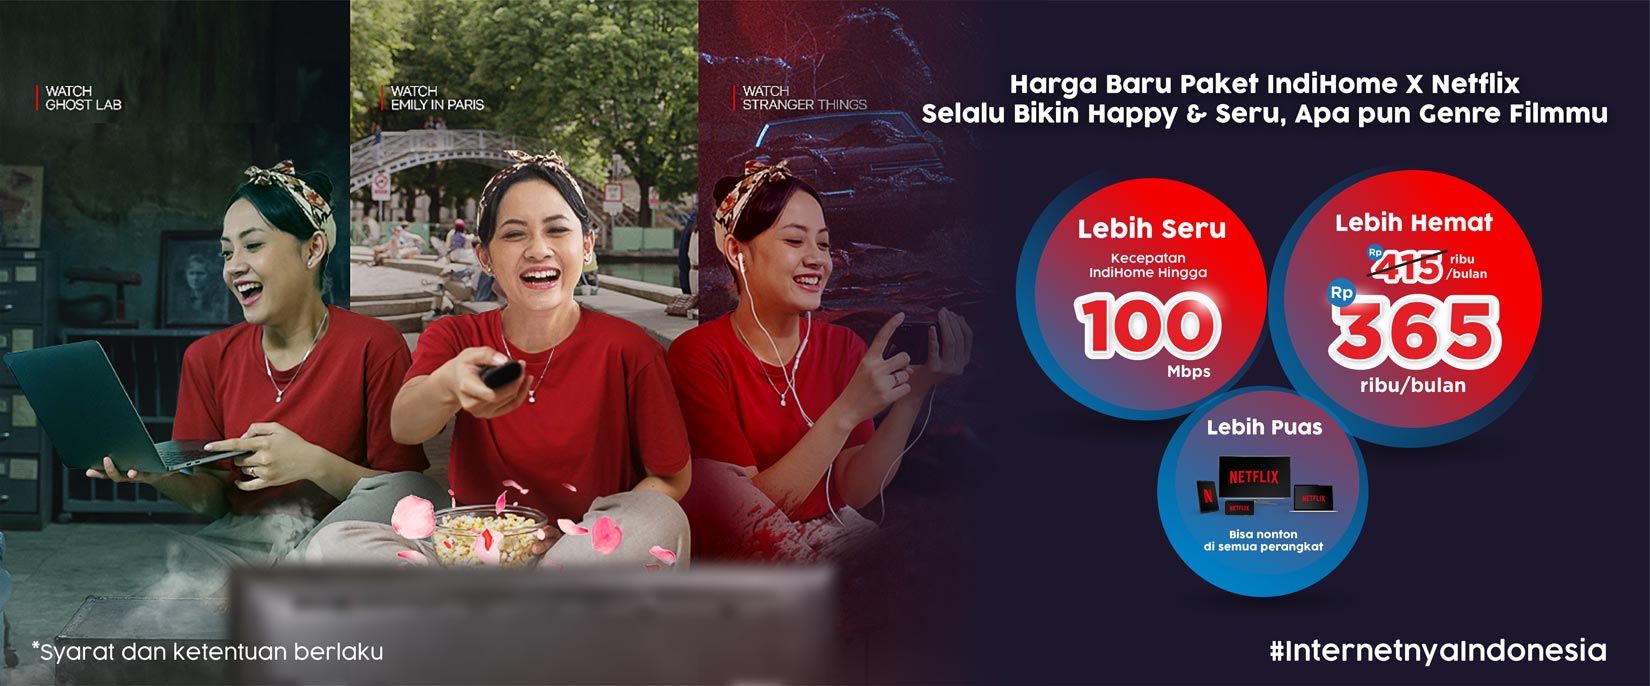 WATCH
GHOST LAB
WATCH
EMILY IN PARIS
WATCH
STRANGER THINGS
Harga Baru Paket IndiHome X Netflix
Selalu Bikin Happy & Seru, Apa pun Genre Filmmu
Lebih Seru
Kecepatan
IndiHome Hingga
100
Mbps
Lebih Hemat
Rp 415 ribu
/bulan
Rp
365
ribu/bulan
Lebih Puas
NETFLIX
N
NETFLIX
NETFLIX
Bisa nonton
di semua perangkat
*Syarat dan ketentuan berlaku
#InternetnyaIndonesia